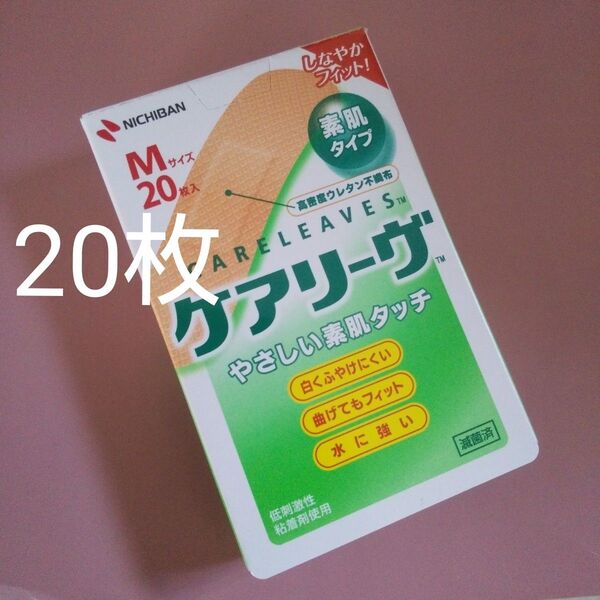 しなやか
フィット!
NICHIBAN
素肌
タイプ
Mサイズ
20枚入
高密度ウレタン不織布
CARELEAVES™
20枚
ケアリーヴ™
やさしい素肌タッチ
白くふやけにくい
曲げてもフィット
水に強い
滅菌済
低刺激性
粘着剤使用